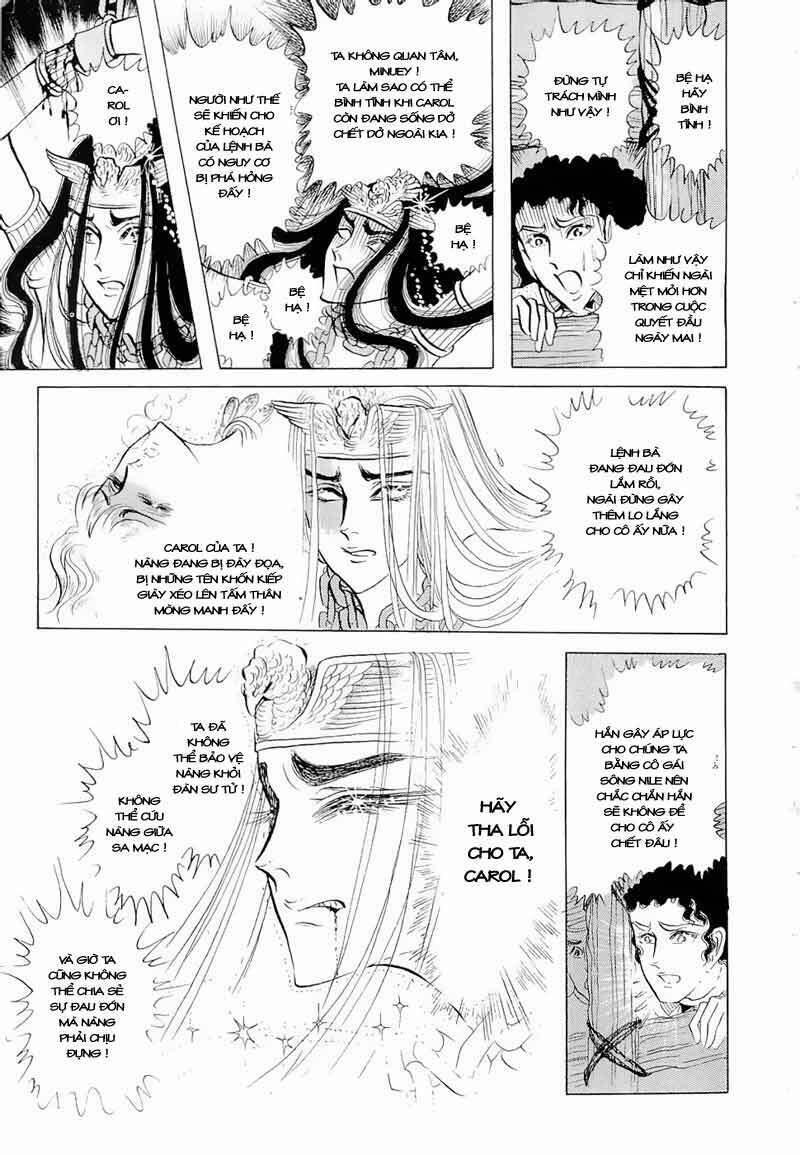 BỆ HẠ
HÃY
BÌNH
TĨNH !
ĐỪNG TỰ
TRÁCH MÌNH
NHƯ VẬY !
LÀM NHƯ VẬY
CHỈ KHIẾN NGÀI
MỆT MỎI HƠN
TRONG CUỘC
QUYẾT ĐẤU
NGÀY MAI !
TA KHÔNG QUAN TÂM,
MINUEY !
TA LÀM SAO CÓ THỂ
BÌNH TĨNH KHI CAROL
CÒN ĐANG SỐNG DỞ
CHẾT DỞ NGOÀI KIA !
NGƯỜI NHƯ THẾ
SẼ KHIẾN CHO
KẾ HOẠCH
CỦA LỆNH BÀ
CÓ NGUY CƠ
BỊ PHÁ HỎNG
ĐẤY !
BỆ
HẠ !
BỆ
HẠ !
BỆ
HẠ !
CA-
ROL
ƠI !
LỆNH BÀ
ĐANG ĐAU ĐỚN
LẮM RỒI,
NGÀI ĐỪNG GÂY
THÊM LO LẮNG
CHO CÔ ẤY NỮA !
CAROL CỦA TA !
NÀNG ĐANG BỊ ĐÀY ĐỌA,
BỊ NHỮNG TÊN KHỐN KIẾP
GIÀY XÉO LÊN TẤM THÂN
MỎNG MANH ĐẤY !
HẮN GÂY ÁP LỰC
CHO CHÚNG TA
BẰNG CÔ GÁI
SÔNG NILE NÊN
CHẮC CHẮN HẮN
SẼ KHÔNG ĐỂ
CHO CÔ ẤY
CHẾT ĐÂU !
HÃY
THA LỖI
CHO TA,
CAROL !
TA ĐÃ
KHÔNG
THỂ BẢO VỆ
NÀNG KHỎI
ĐÀN SƯ TỬ !
KHÔNG
THỂ CỨU
NÀNG GIỮA
SA MẠC !
VÀ GIỜ TA
CŨNG KHÔNG
THỂ CHIA SẺ
SỰ ĐAU ĐỚN
MÀ NÀNG
PHẢI CHỊU
ĐỰNG !